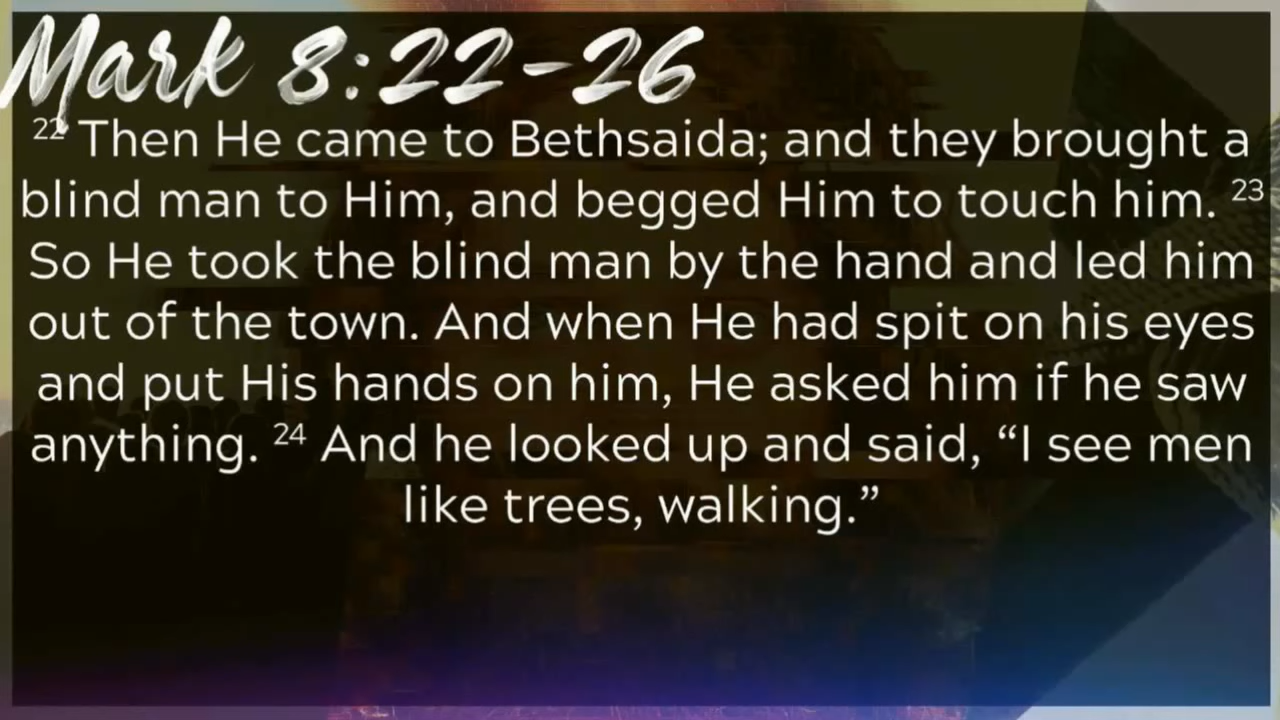 Mark 8:22-26
22 Then He came to Bethsaida; and they brought a
blind man to Him, and begged Him to touch him. 23
So He took the blind man by the hand and led him
out of the town. And when He had spit on his eyes
and put His hands on him, He asked him if he saw
anything. 24 And he looked up and said, “I see men
like trees, walking.”